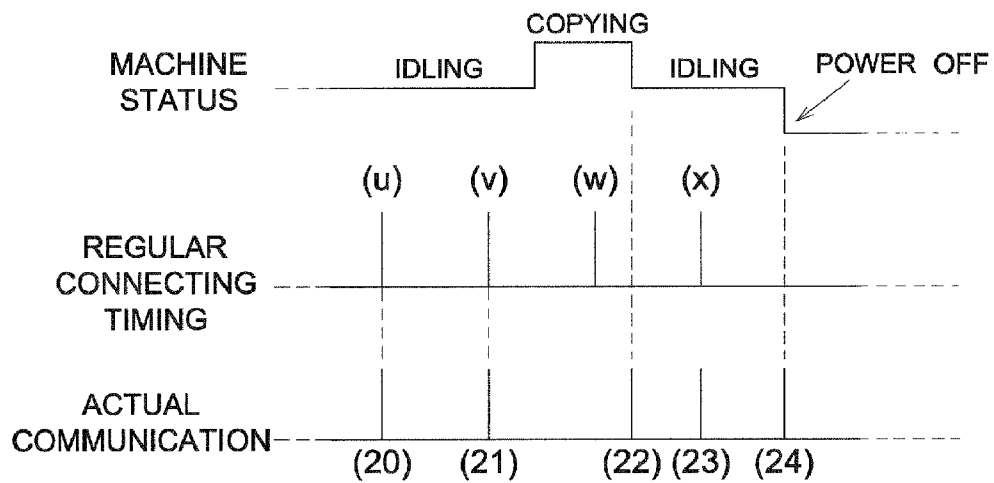 COPYING
MACHINE STATUS
IDLING
IDLING
POWER OFF
(u)
(v)
(w)
(x)
REGULAR
CONNECTING
TIMING
ACTUAL
COMMUNICATION
(20)
(21)
(22)
(23)
(24)